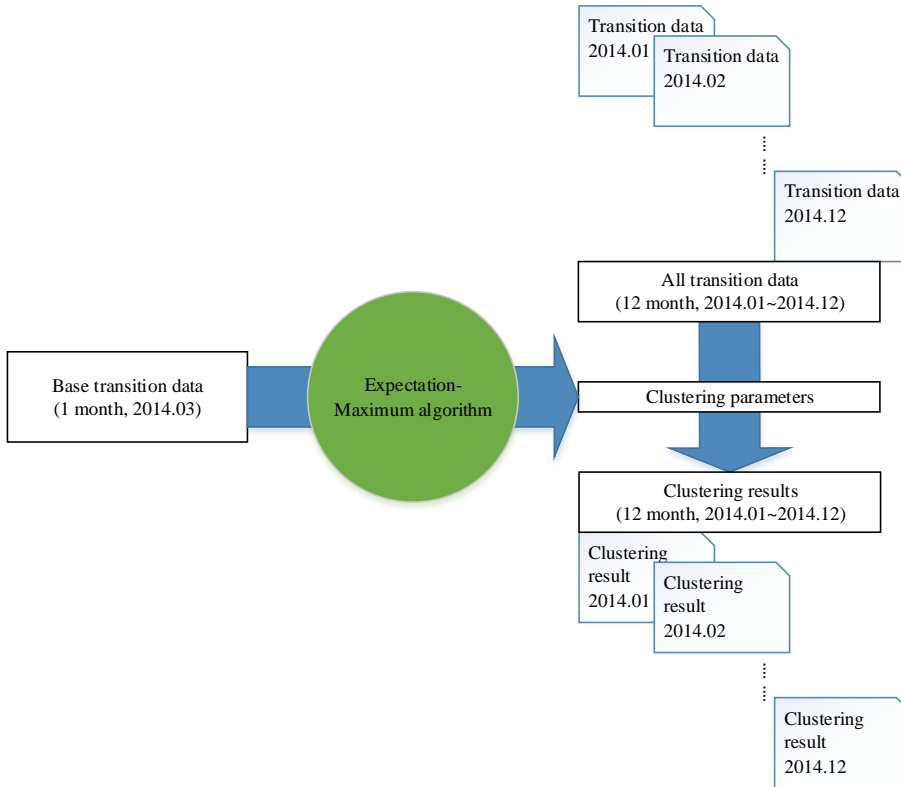 Transition data
2014.01
Transition data
2014.02
Transition data
2014.12
All transition data
(12 month, 2014.01~2014.12)
Base transition data
(1 month, 2014.03)
Expectation-
Maximum algorithm
Clustering parameters
Clustering results
(12 month, 2014.01~2014.12)
Clustering
result
2014.01
Clustering
result
2014.02
Clustering
result
2014.12